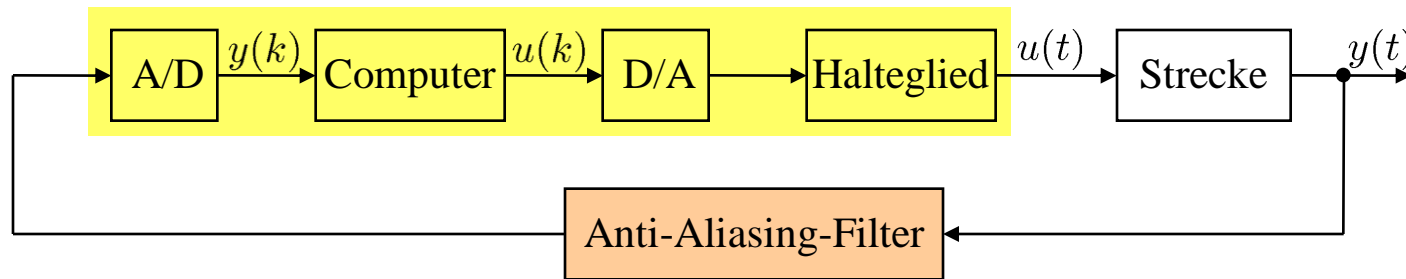 A/D y(k) Computer u(k) D/A Halteglied u(t) Strecke y(t)
Anti-Aliasing-Filter